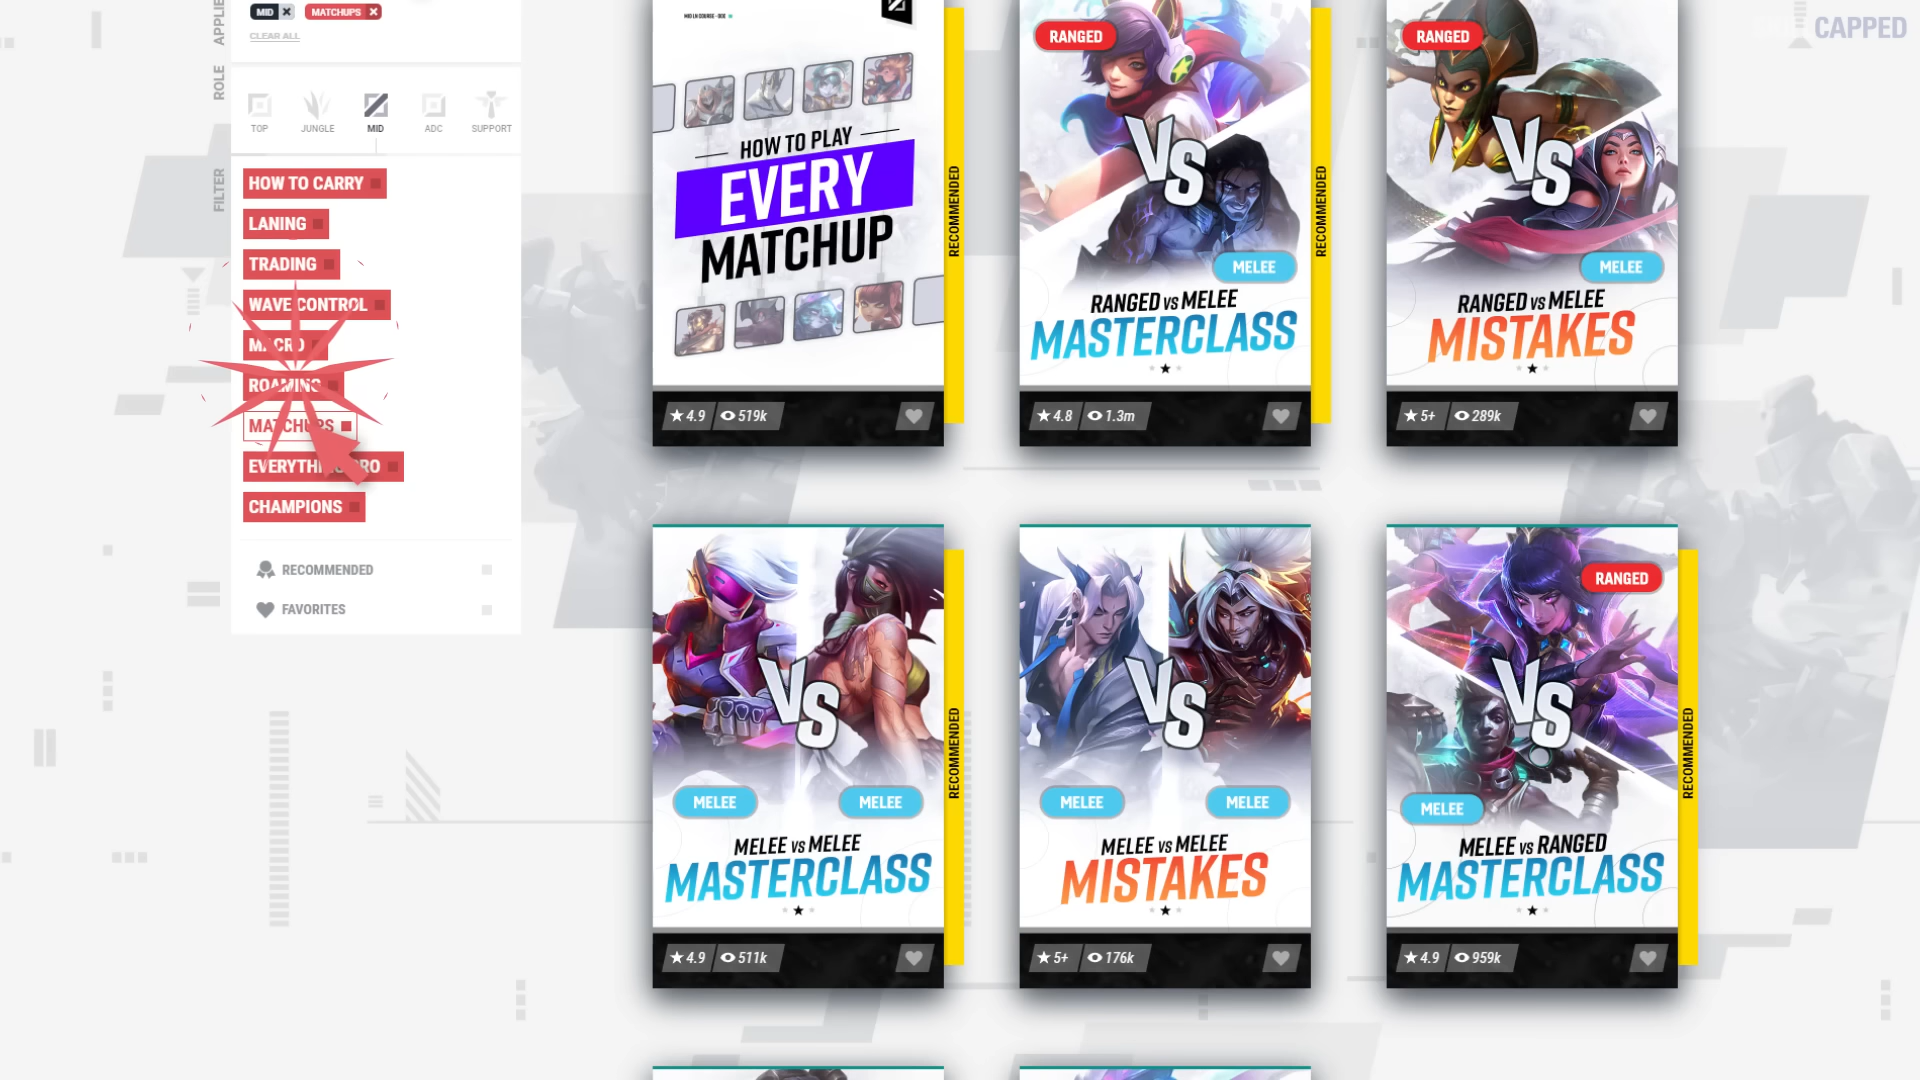 MID
MATCHUPS
CLEAR ALL
APPLIE
ROLE
TOP
JUNGLE
MID
ADC
SUPPORT
FILTER
HOW TO CARRY
LANING
TRADING
WAVE CONTROL
MACRO
ROAMING
MATCHUPS
CHAMPIONS
RECOMMENDED
FAVORITES
CAPPED
HOW TO PLAY
EVERY
MATCHUP
4.9 519k
RECOMMENDED
RANGED
VS
MELEE
RANGED VS MELEE
MASTERCLASS
4.8 1.3m
RECOMMENDED
RANGED
VS
MELEE
RANGED VS MELEE
MISTAKES
5+ 289k
VS
MELEE MELEE
MELEE VS MELEE
MASTERCLASS
4.9 511k
RECOMMENDED
VS
MELEE MELEE
MELEE VS MELEE
MISTAKES
5+ 176k
RANGED
VS
MELEE
MELEE VS RANGED
MASTERCLASS
4.9 959k
RECOMMENDED